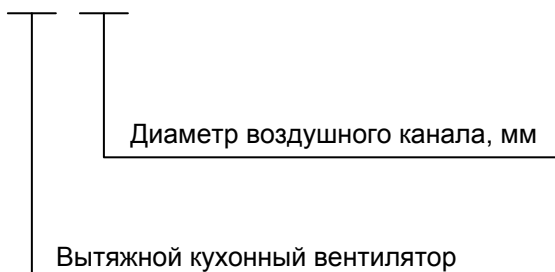 Диаметр воздушного канала, мм
Вытяжной кухонный вентилятор